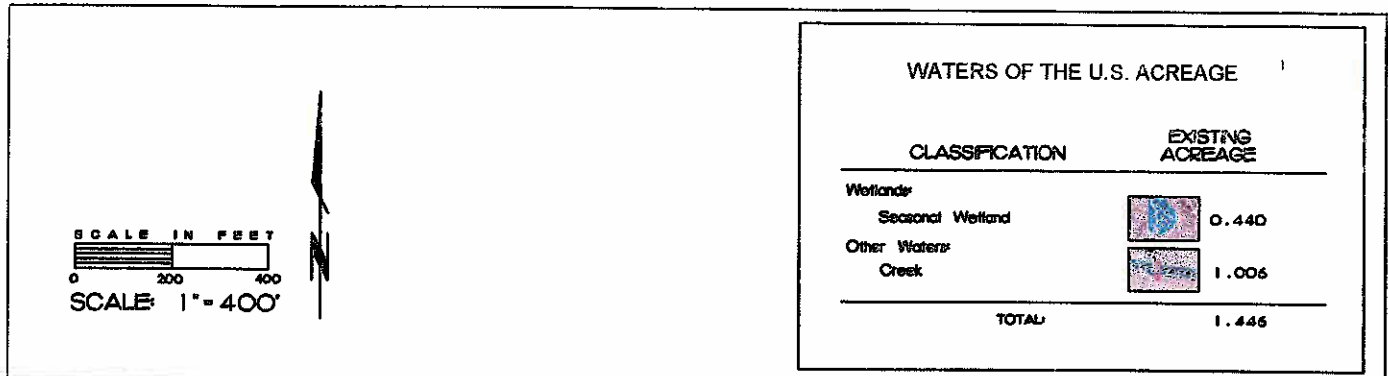 SCALE IN FEET
0 200 400
SCALE: 1"=400'
N
WATERS OF THE U.S. ACREAGE
CLASSIFICATION EXISTING ACREAGE
Wetlands:
Seasonal Wetland 0.440
Other Waters:
Creek 1.006
TOTAL: 1.446